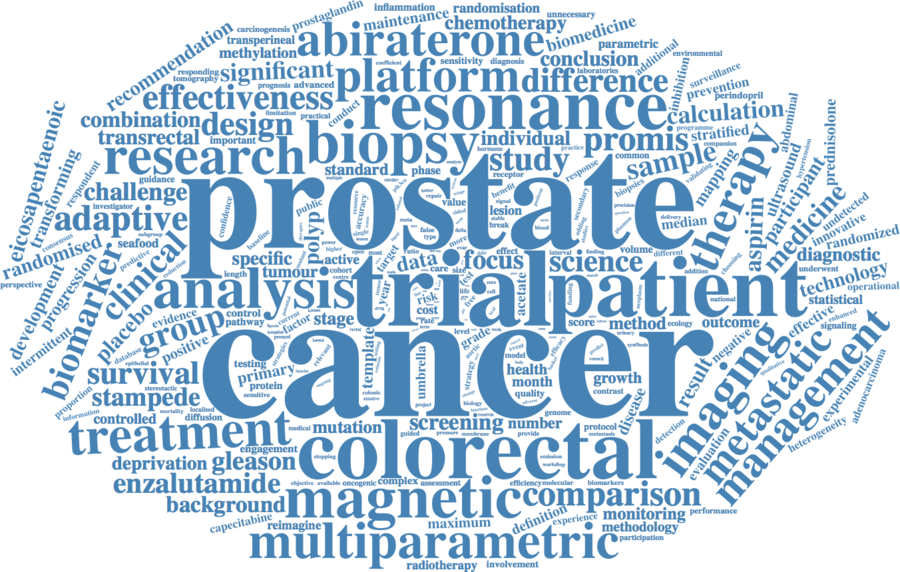 inflammation
randomisation
prostaglandin
maintenance
chemotherapy
unnecessary
carcinogenesis
transperineal
methylation
abiraterone
biomedicine
parametric
conclusion
additional
environmental
recommendation
responding
tomography
significant
prognosis
advanced
coefficient
sensitivity
diagnosis
laboratories
platform
difference
inhibition
surveillance
prevention
perindopril
effectiveness
limitation
practical
conduct
resonance
calculation
combination
design
transrectal
important
biopsy
individual
promis
programme
stratified
compassion
abdominal
research
standard
phase
hormone
practice
study
receptor
response
common
sample
validating
mapping
ultrasound
hypertension
prednisolone
eicosapentaenoic
transforming
respondent
guidance
challenge
investigator
adaptive
subgroup
seafood
consensus
randomised
perspective
predictive
reduction
confidence
public
polyp
baseline
prostate
accuracy
value
benefit
signal
lesion
break
secondary
biopsies
precision
delivery
median
therapy
aspirin
participant
medicine
undetected
innovative
randomized
development
progression
intermittent
biomarker
clinical
placebo
specific
active
tumour
cohort
length
target
data
care
focus
effect
interval
finding
volume
different
science
addition
choosing
underwent
diagnostic
technology
operational
statistical
analysis
trial
patient
national
risk
cost
acetate
group
evidence
control
pathway
factor
stage
year
grade
level
score
method
ecology
outcome
effective
enhanced
signaling
positive
database
epithelial
survival
stereotactic
testing
primary
protein
sensitive
relevant
template
umbrella
project
cancer
strategy
model
health
month
quality
growth
contrast
genome
disease
result
negative
imaging
metastatic
management
qualitative
experimental
adenocarcinoma
heterogeneity
evaluation
detection
proportion
information
stampede
mortality
localised
controlled
diffusion
treatment
engagement
medical
mutation
guided
pressure
membrane
screening
number
provide
protocol
metastasis
deprivation
gleason
stopping
colorectal
emission
workshop
enzalutamide
objective
available
oncogenic
complex
assessment
efficiency
molecular
biomarkers
background
magnetic
comparison
monitoring
performance
capecitabine
reimagine
maximum
definition
experience
methodology
participation
multiparametric
radiotherapy
involvement